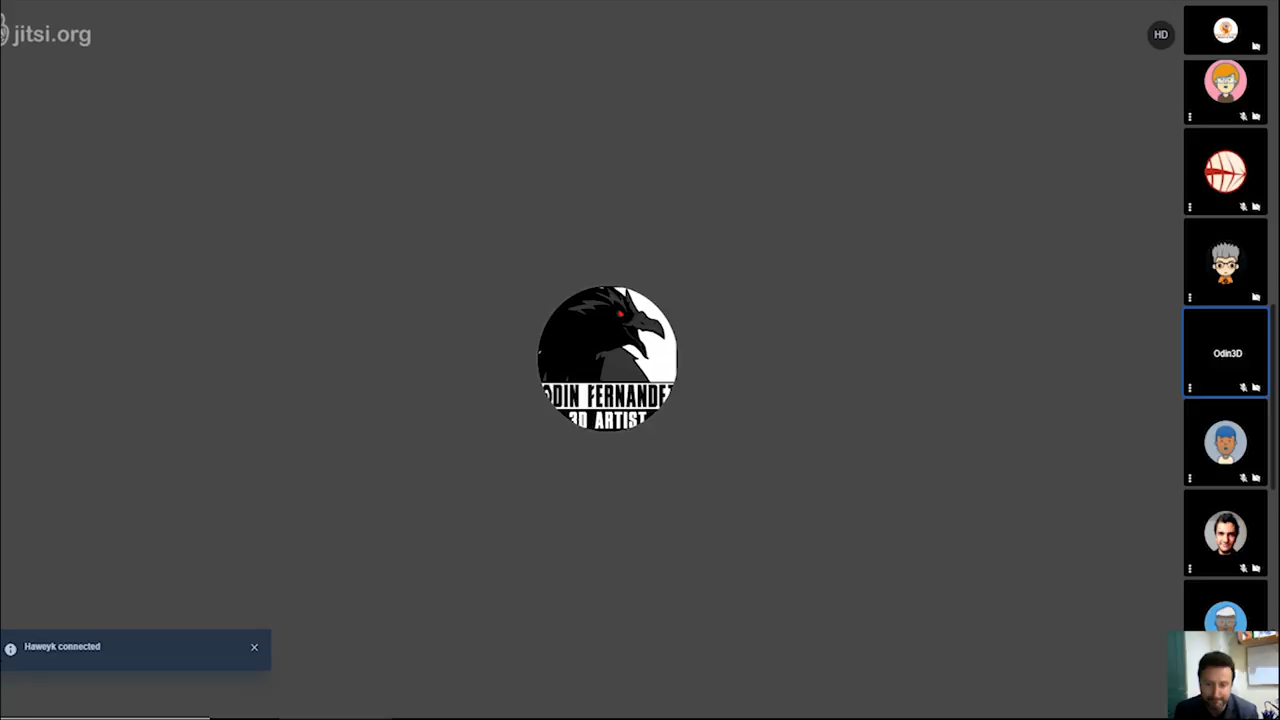 jitsi.org
HD
Odin3D
ODIN FERNANDEZ
3D ARTIST
Haweyk connected